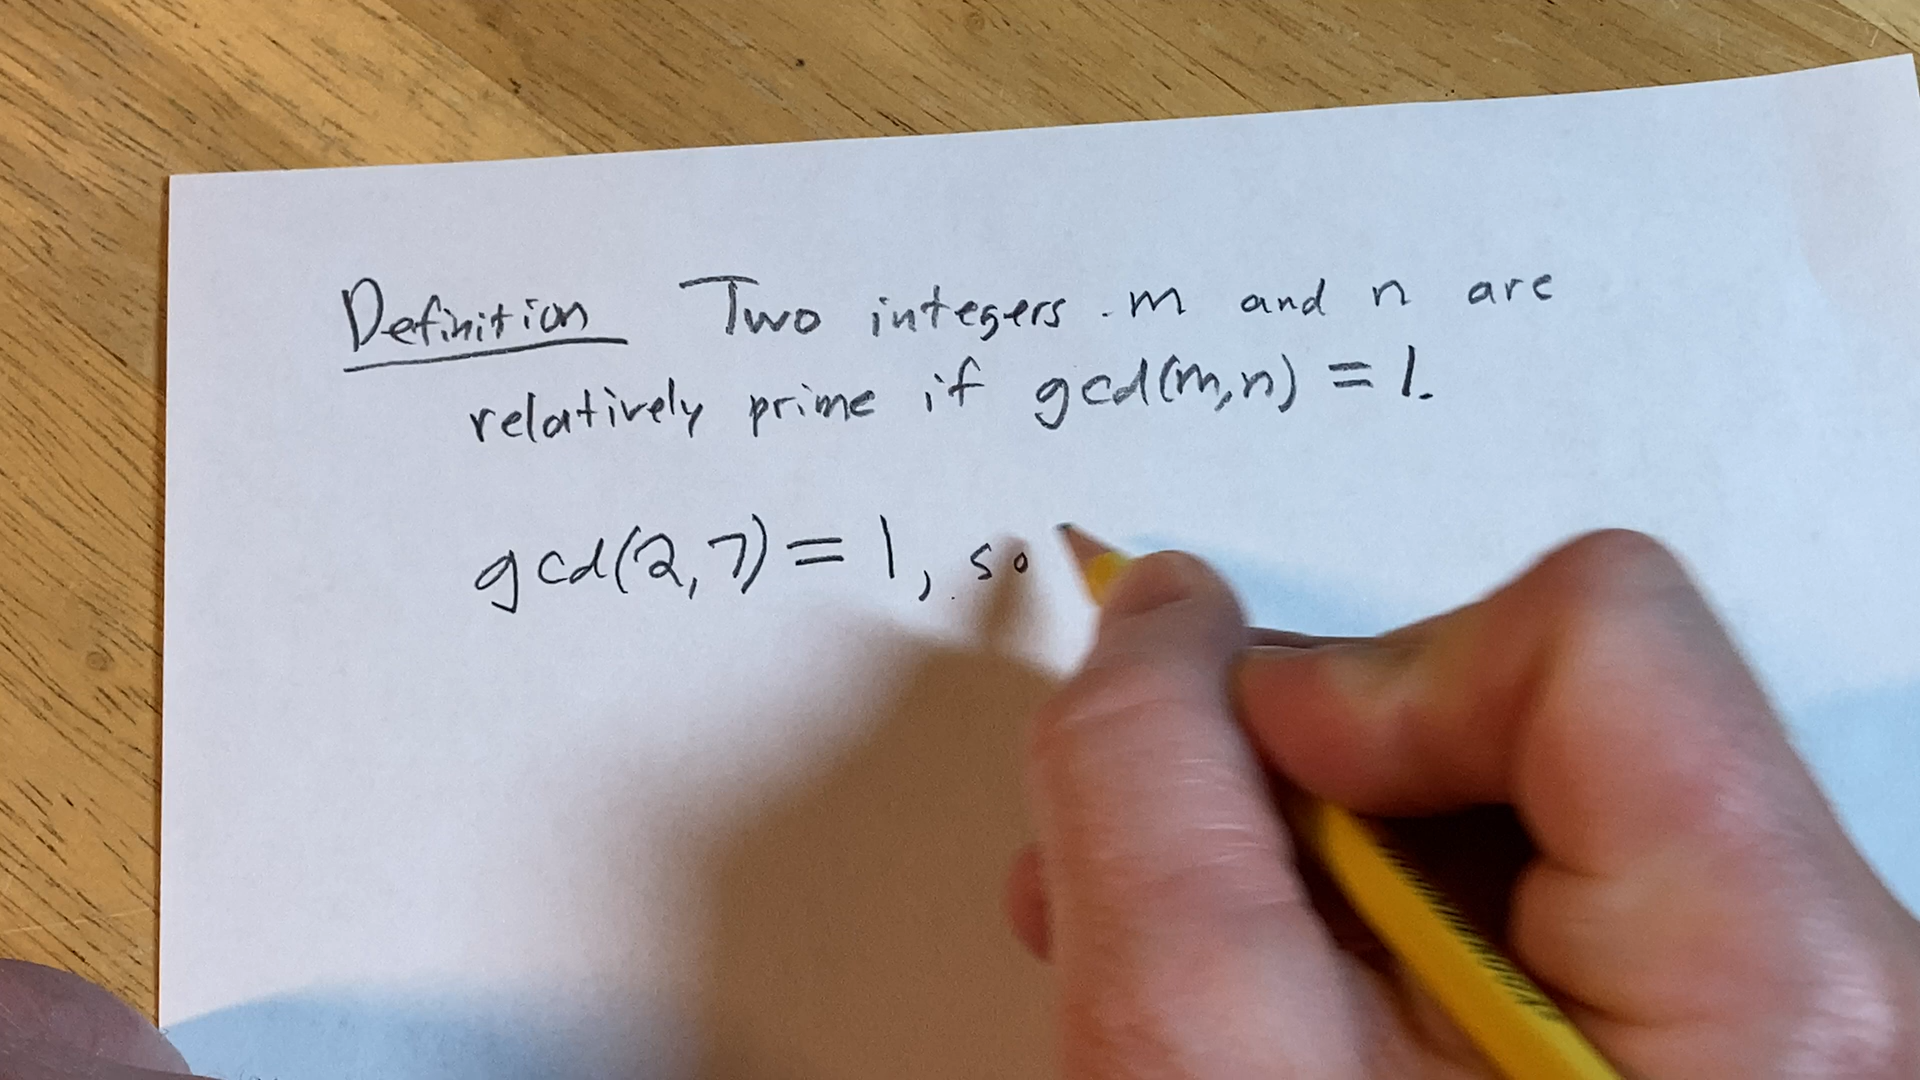 Definition Two integers m and n are
relatively prime if gcd(m,n) = 1.
gcd(2,7) = 1, so